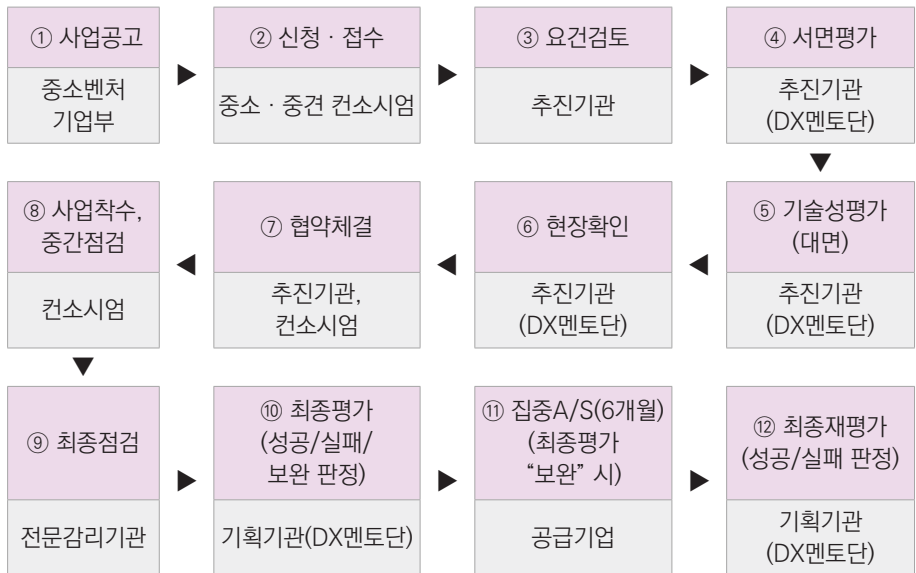 ① 사업공고
중소벤처
기업부
▶
② 신청 · 접수
중소 · 중견 컨소시엄
▶
③ 요건검토
추진기관
▶
④ 서면평가
추진기관
(DX멘토단)
▼
⑤ 기술성평가
(대면)
추진기관
(DX멘토단)
◀
⑥ 현장확인
추진기관
(DX멘토단)
◀
⑦ 협약체결
추진기관,
컨소시엄
◀
⑧ 사업착수,
중간점검
컨소시엄
▼
⑨ 최종점검
전문감리기관
▶
⑩ 최종평가
(성공/실패/
보완 판정)
기획기관(DX멘토단)
▶
⑪ 집중A/S(6개월)
(최종평가
“보완” 시)
공급기업
▶
⑫ 최종재평가
(성공/실패 판정)
기획기관
(DX멘토단)